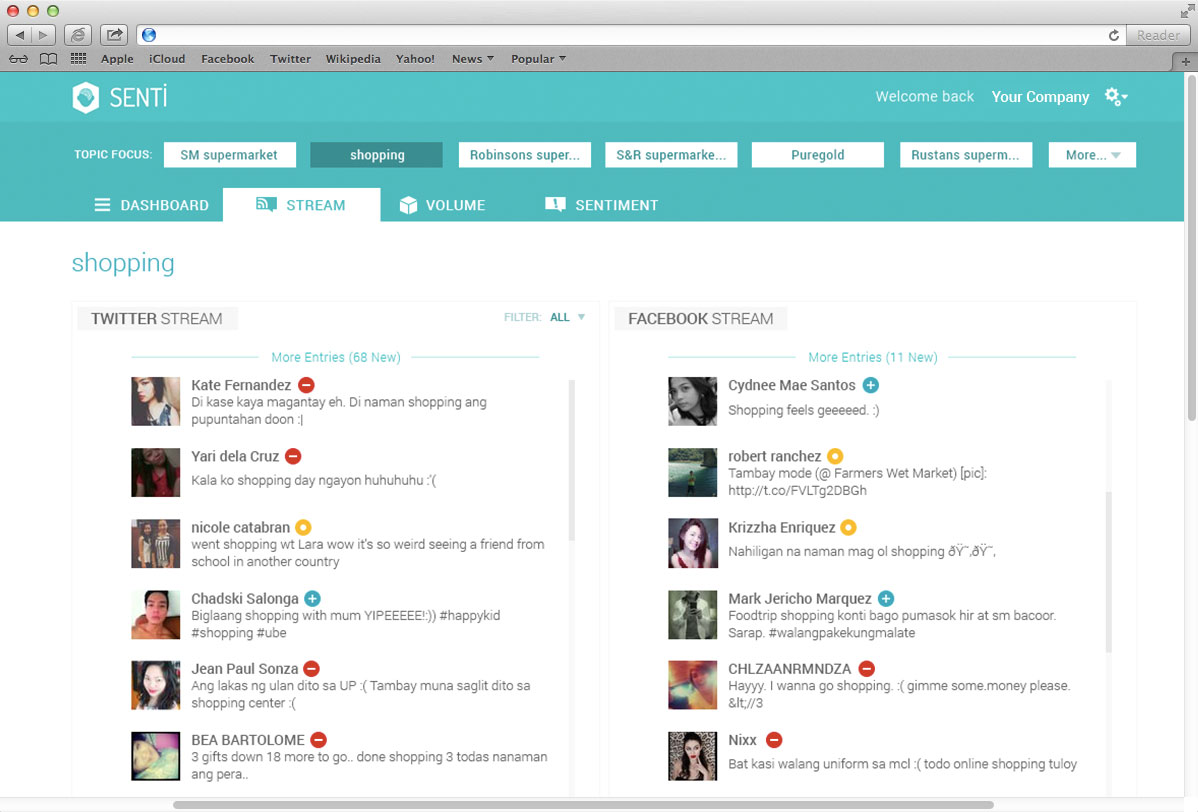 Reader
Apple iCloud Facebook Twitter Wikipedia Yahoo! News Popular
SENTi
Welcome back Your Company
TOPIC FOCUS: SM supermarket shopping Robinsons super... S&R supermarke... Puregold Rustans superm... More...
DASHBOARD STREAM VOLUME SENTIMENT
shopping
TWITTER STREAM
FILTER: ALL
More Entries (68 New)
Kate Fernandez
Di kase kaya magantay eh. Di naman shopping ang
pupuntahan doon :|
Yari dela Cruz
Kala ko shopping day ngayon huhuhuhu :'(
nicole catabran
went shopping wt Lara wow it's so weird seeing a friend from
school in another country
Chadski Salonga
Biglaang shopping with mum YIPEEEEE!:)) #happykid
#shopping #ube
Jean Paul Sonza
Ang lakas ng ulan dito sa UP :( Tambay muna saglit dito sa
shopping center :(
BEA BARTOLOME
3 gifts down 18 more to go.. done shopping 3 todas nanaman
ang pera..
FACEBOOK STREAM
More Entries (11 New)
Cydnee Mae Santos
Shopping feels geeeeed. :)
robert ranchez
Tambay mode (@ Farmers Wet Market) [pic]:
http://t.co/FVLTg2DBGh
Krizzha Enriquez
Nahiligan na naman mag ol shopping ðŸ˜‚ðŸ˜‚
Mark Jericho Marquez
Foodtrip shopping konti bago pumasok hir at sm bacoor.
Sarap. #walangpakekungmalate
CHLZAANRMNDZA
Hayyy. I wanna go shopping. :( gimme some.money please.
&lt;//3
Nixx
Bat kasi walang uniform sa mcl :( todo online shopping tuloy